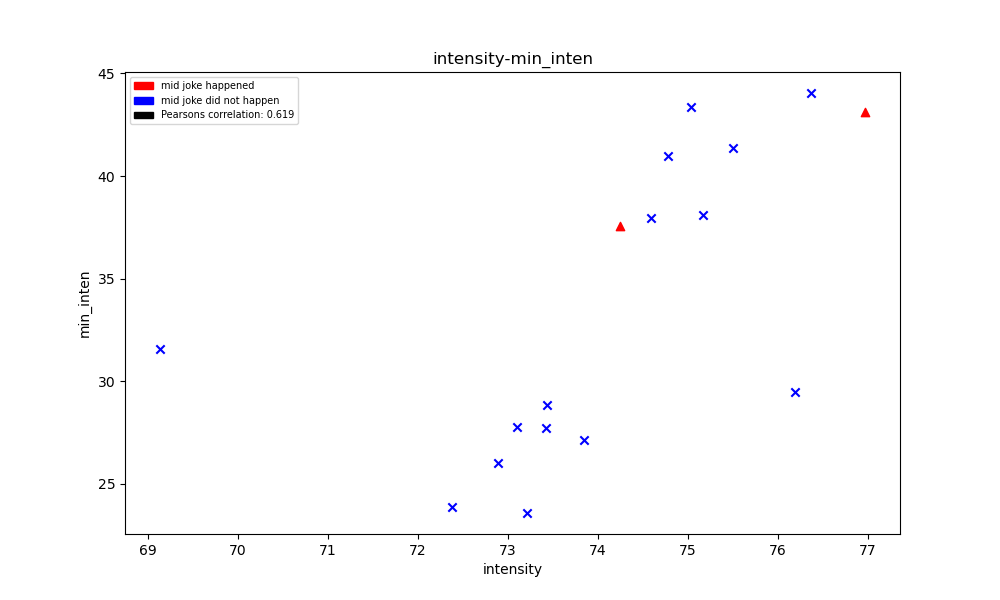 intensity-min_inten
mid joke happened
mid joke did not happen
Pearsons correlation: 0.619
45
40
35
30
25
min_inten
69 70 71 72 73 74 75 76 77
intensity